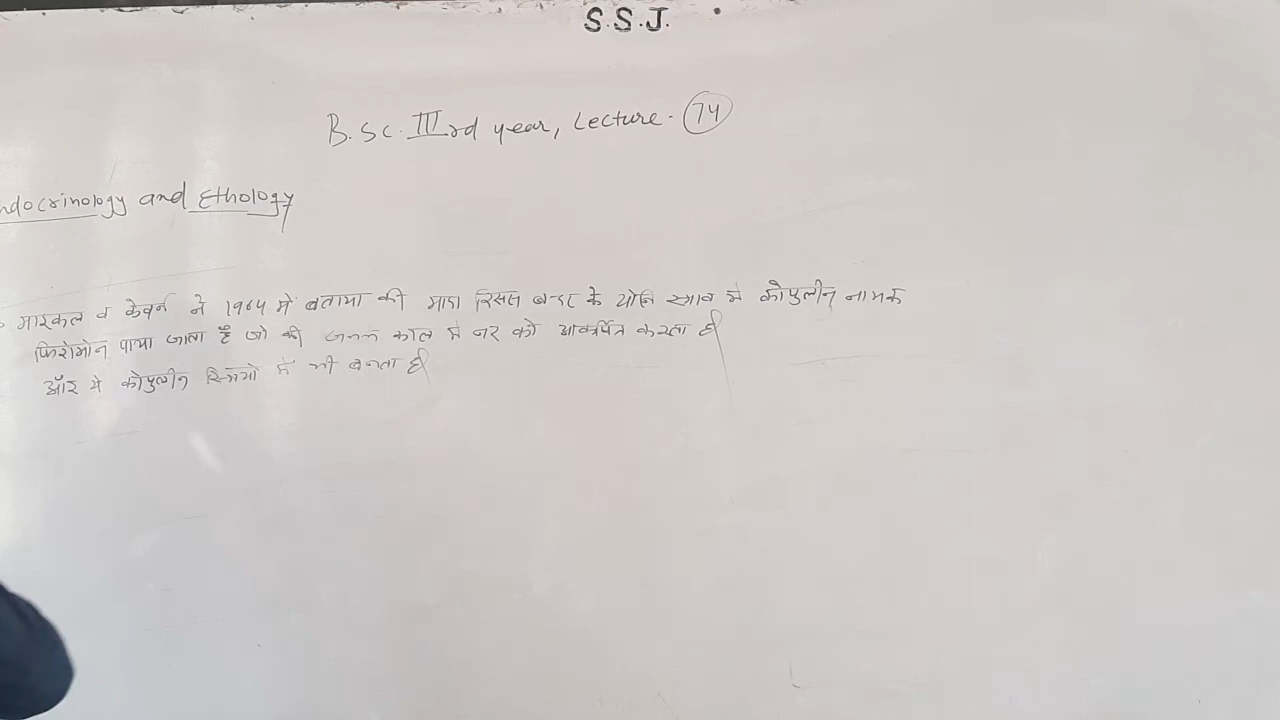 S.S.J.
B.Sc. IIIrd year, Lecture. 74
ndocrinology and Ethology
माइकल व केवर्न ने 1964 मे बताया की मादा रिसस बन्दर के योनि स्त्राव मे कोपुलीन नामक
फिरोमोन पाया जाता है जो की जनन काल मे नर को आकर्षित करता है
और ये कोपुलीन स्त्रियो मे भी बनता है